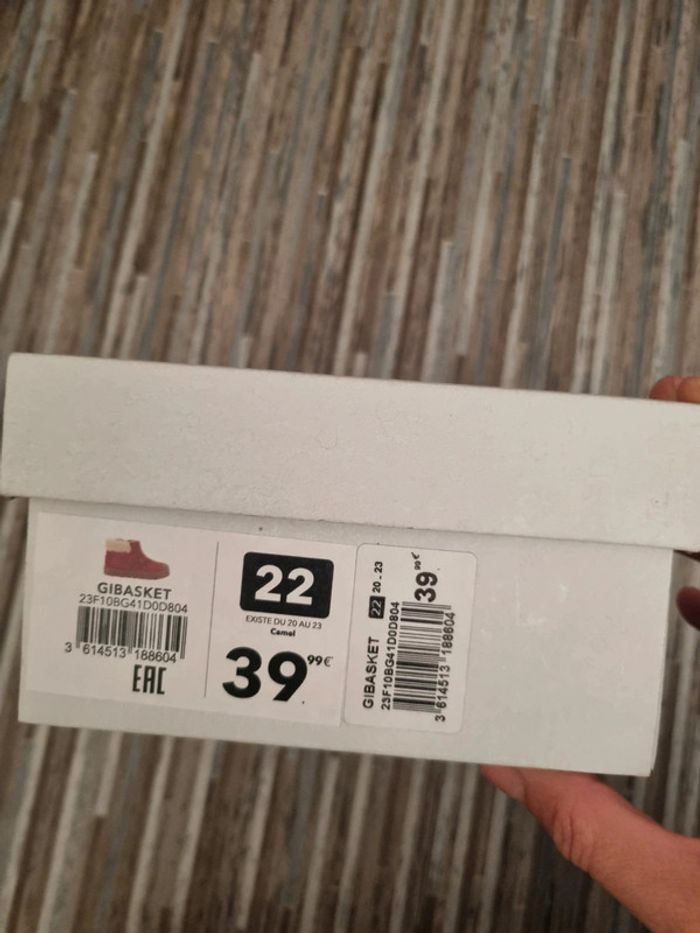 GIBASKET
23F10BG41D0D804
3 614513 188604
EAC
22
EXISTE DU 20 AU 23
Camel
39,99€
GIBASKET 22 20 - 23
23F10BG41D0D804
3 614513 188604
39,99€